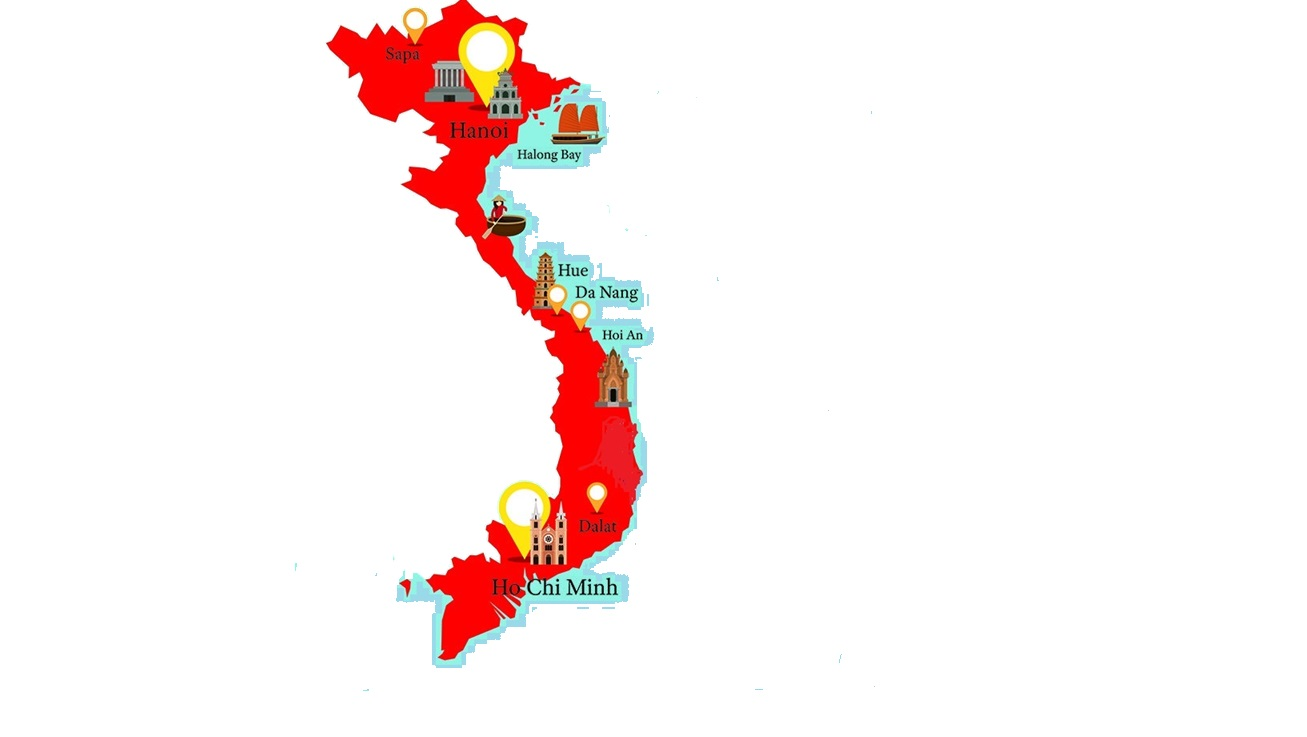 Sapa
Hanoi
Halong Bay
Hue
Da Nang
Hoi An
Dalat
Ho Chi Minh